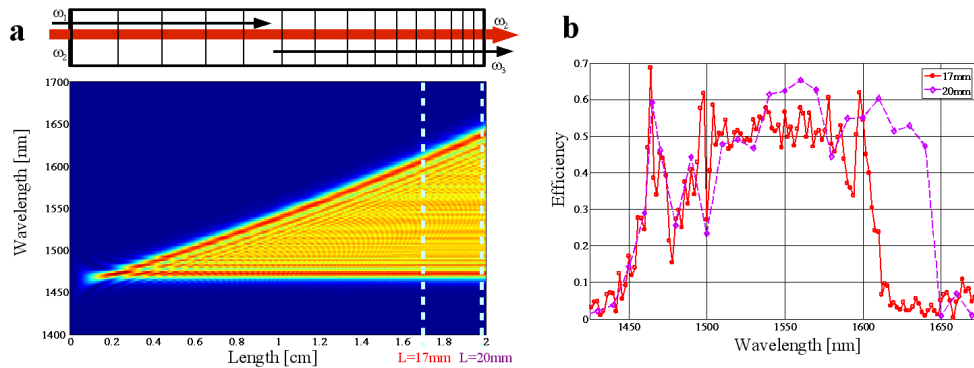 a
ω₁
ω₂
ω₂
ω₃
Wavelength [nm]
1700
1650
1600
1550
1500
1450
1400
0 0.2 0.4 0.6 0.8 1 1.2 1.4 1.6 1.8 2
Length [cm]
L=17mm
L=20mm
b
Efficiency
0.7
0.6
0.5
0.4
0.3
0.2
0.1
0
17mm
20mm
1450 1500 1550 1600 1650
Wavelength [nm]